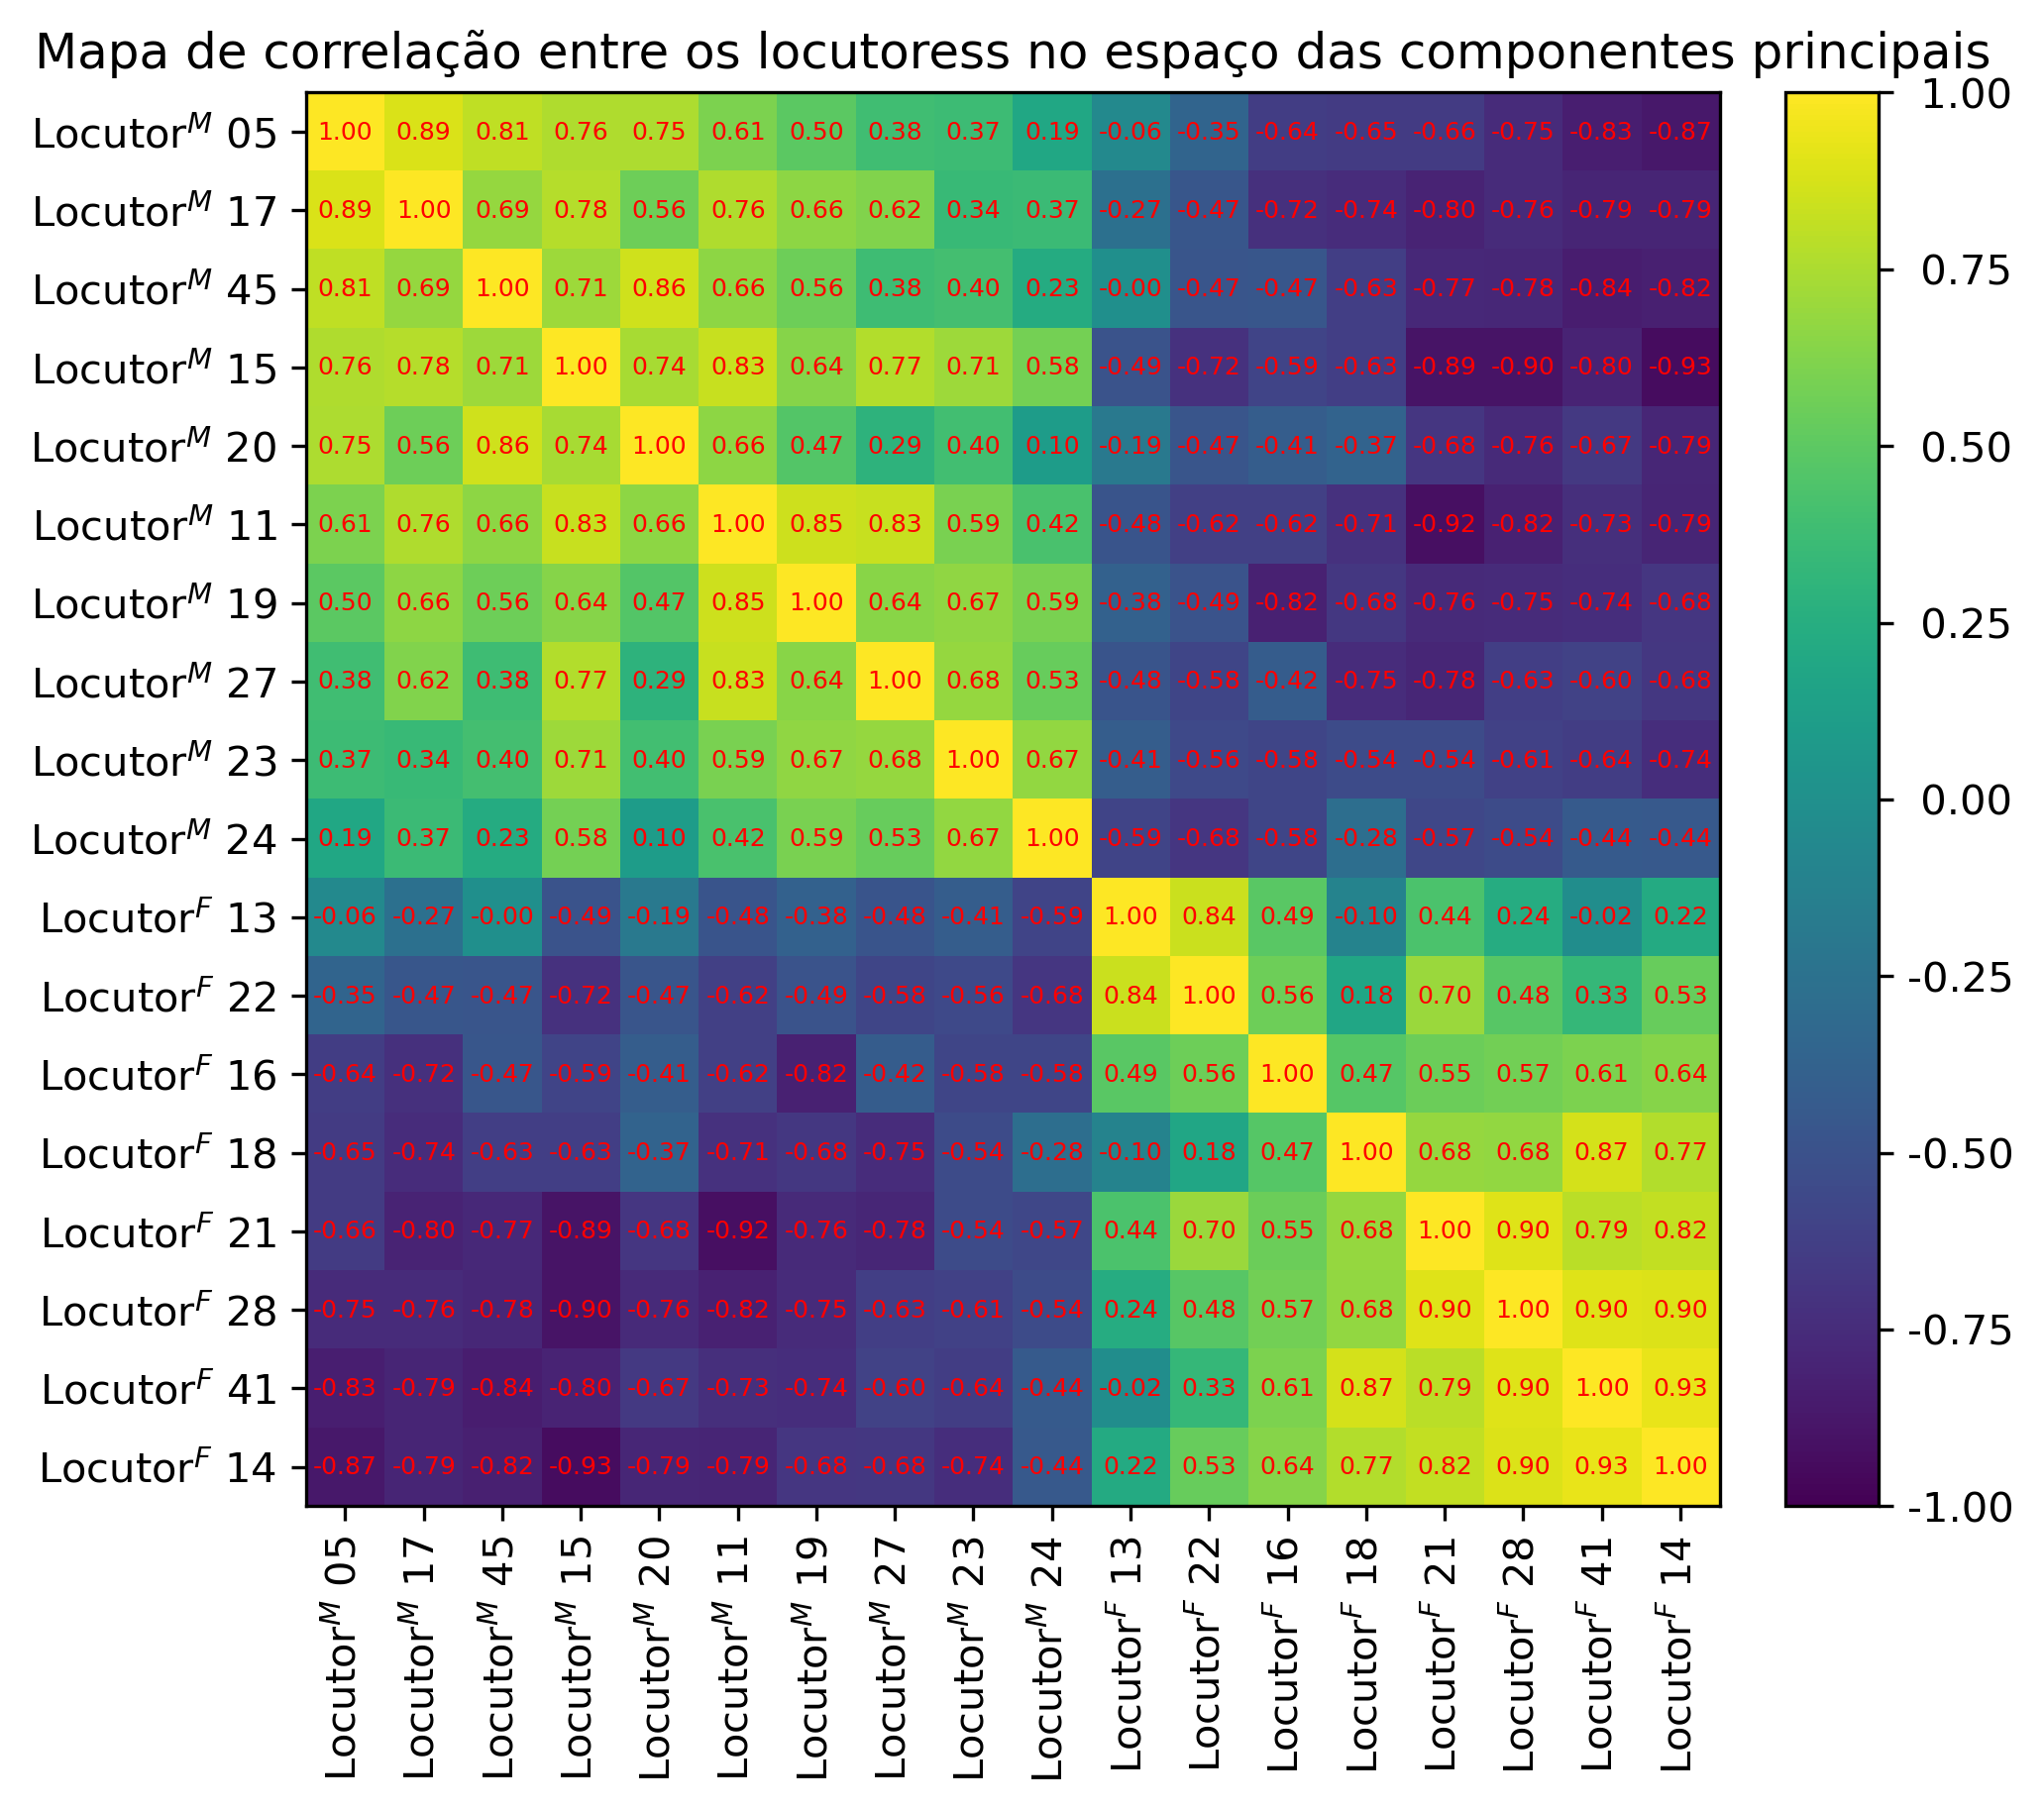 Mapa de correlação entre os locutoress no espaço das componentes principais
Locutor^M 05 1.00 0.89 0.81 0.76 0.75 0.61 0.50 0.38 0.37 0.19 -0.06 -0.35 -0.64 -0.65 -0.66 -0.75 -0.83 -0.87
Locutor^M 17 0.89 1.00 0.69 0.78 0.56 0.76 0.66 0.62 0.34 0.37 -0.27 -0.47 -0.72 -0.74 -0.80 -0.76 -0.79 -0.79
Locutor^M 45 0.81 0.69 1.00 0.71 0.86 0.66 0.56 0.38 0.40 0.23 -0.00 -0.47 -0.47 -0.63 -0.77 -0.78 -0.84 -0.82
Locutor^M 15 0.76 0.78 0.71 1.00 0.74 0.83 0.64 0.77 0.71 0.58 -0.49 -0.72 -0.59 -0.63 -0.89 -0.90 -0.80 -0.93
Locutor^M 20 0.75 0.56 0.86 0.74 1.00 0.66 0.47 0.29 0.40 0.10 -0.19 -0.47 -0.41 -0.37 -0.68 -0.76 -0.67 -0.79
Locutor^M 11 0.61 0.76 0.66 0.83 0.66 1.00 0.85 0.83 0.59 0.42 -0.48 -0.62 -0.62 -0.71 -0.92 -0.82 -0.73 -0.79
Locutor^M 19 0.50 0.66 0.56 0.64 0.47 0.85 1.00 0.64 0.67 0.59 -0.38 -0.49 -0.82 -0.68 -0.76 -0.75 -0.74 -0.68
Locutor^M 27 0.38 0.62 0.38 0.77 0.29 0.83 0.64 1.00 0.68 0.53 -0.48 -0.58 -0.42 -0.75 -0.78 -0.63 -0.60 -0.68
Locutor^M 23 0.37 0.34 0.40 0.71 0.40 0.59 0.67 0.68 1.00 0.67 -0.41 -0.56 -0.58 -0.54 -0.54 -0.61 -0.64 -0.74
Locutor^M 24 0.19 0.37 0.23 0.58 0.10 0.42 0.59 0.53 0.67 1.00 -0.59 -0.68 -0.58 -0.28 -0.57 -0.54 -0.44 -0.44
Locutor^F 13 -0.06 -0.27 -0.00 -0.49 -0.19 -0.48 -0.38 -0.48 -0.41 -0.59 1.00 0.84 0.49 -0.10 0.44 0.24 -0.02 0.22
Locutor^F 22 -0.35 -0.47 -0.47 -0.72 -0.47 -0.62 -0.49 -0.58 -0.56 -0.68 0.84 1.00 0.56 0.18 0.70 0.48 0.33 0.53
Locutor^F 16 -0.64 -0.72 -0.47 -0.59 -0.41 -0.62 -0.82 -0.42 -0.58 -0.58 0.49 0.56 1.00 0.47 0.55 0.57 0.61 0.64
Locutor^F 18 -0.65 -0.74 -0.63 -0.63 -0.37 -0.71 -0.68 -0.75 -0.54 -0.28 -0.10 0.18 0.47 1.00 0.68 0.68 0.87 0.77
Locutor^F 21 -0.66 -0.80 -0.77 -0.89 -0.68 -0.92 -0.76 -0.78 -0.54 -0.57 0.44 0.70 0.55 0.68 1.00 0.90 0.79 0.82
Locutor^F 28 -0.75 -0.76 -0.78 -0.90 -0.76 -0.82 -0.75 -0.63 -0.61 -0.54 0.24 0.48 0.57 0.68 0.90 1.00 0.90 0.90
Locutor^F 41 -0.83 -0.79 -0.84 -0.80 -0.67 -0.73 -0.74 -0.60 -0.64 -0.44 -0.02 0.33 0.61 0.87 0.79 0.90 1.00 0.93
Locutor^F 14 -0.87 -0.79 -0.82 -0.93 -0.79 -0.79 -0.68 -0.68 -0.74 -0.44 0.22 0.53 0.64 0.77 0.82 0.90 0.93 1.00
Locutor^M 05
Locutor^M 17
Locutor^M 45
Locutor^M 15
Locutor^M 20
Locutor^M 11
Locutor^M 19
Locutor^M 27
Locutor^M 23
Locutor^M 24
Locutor^F 13
Locutor^F 22
Locutor^F 16
Locutor^F 18
Locutor^F 21
Locutor^F 28
Locutor^F 41
Locutor^F 14
1.00
0.75
0.50
0.25
0.00
-0.25
-0.50
-0.75
-1.00